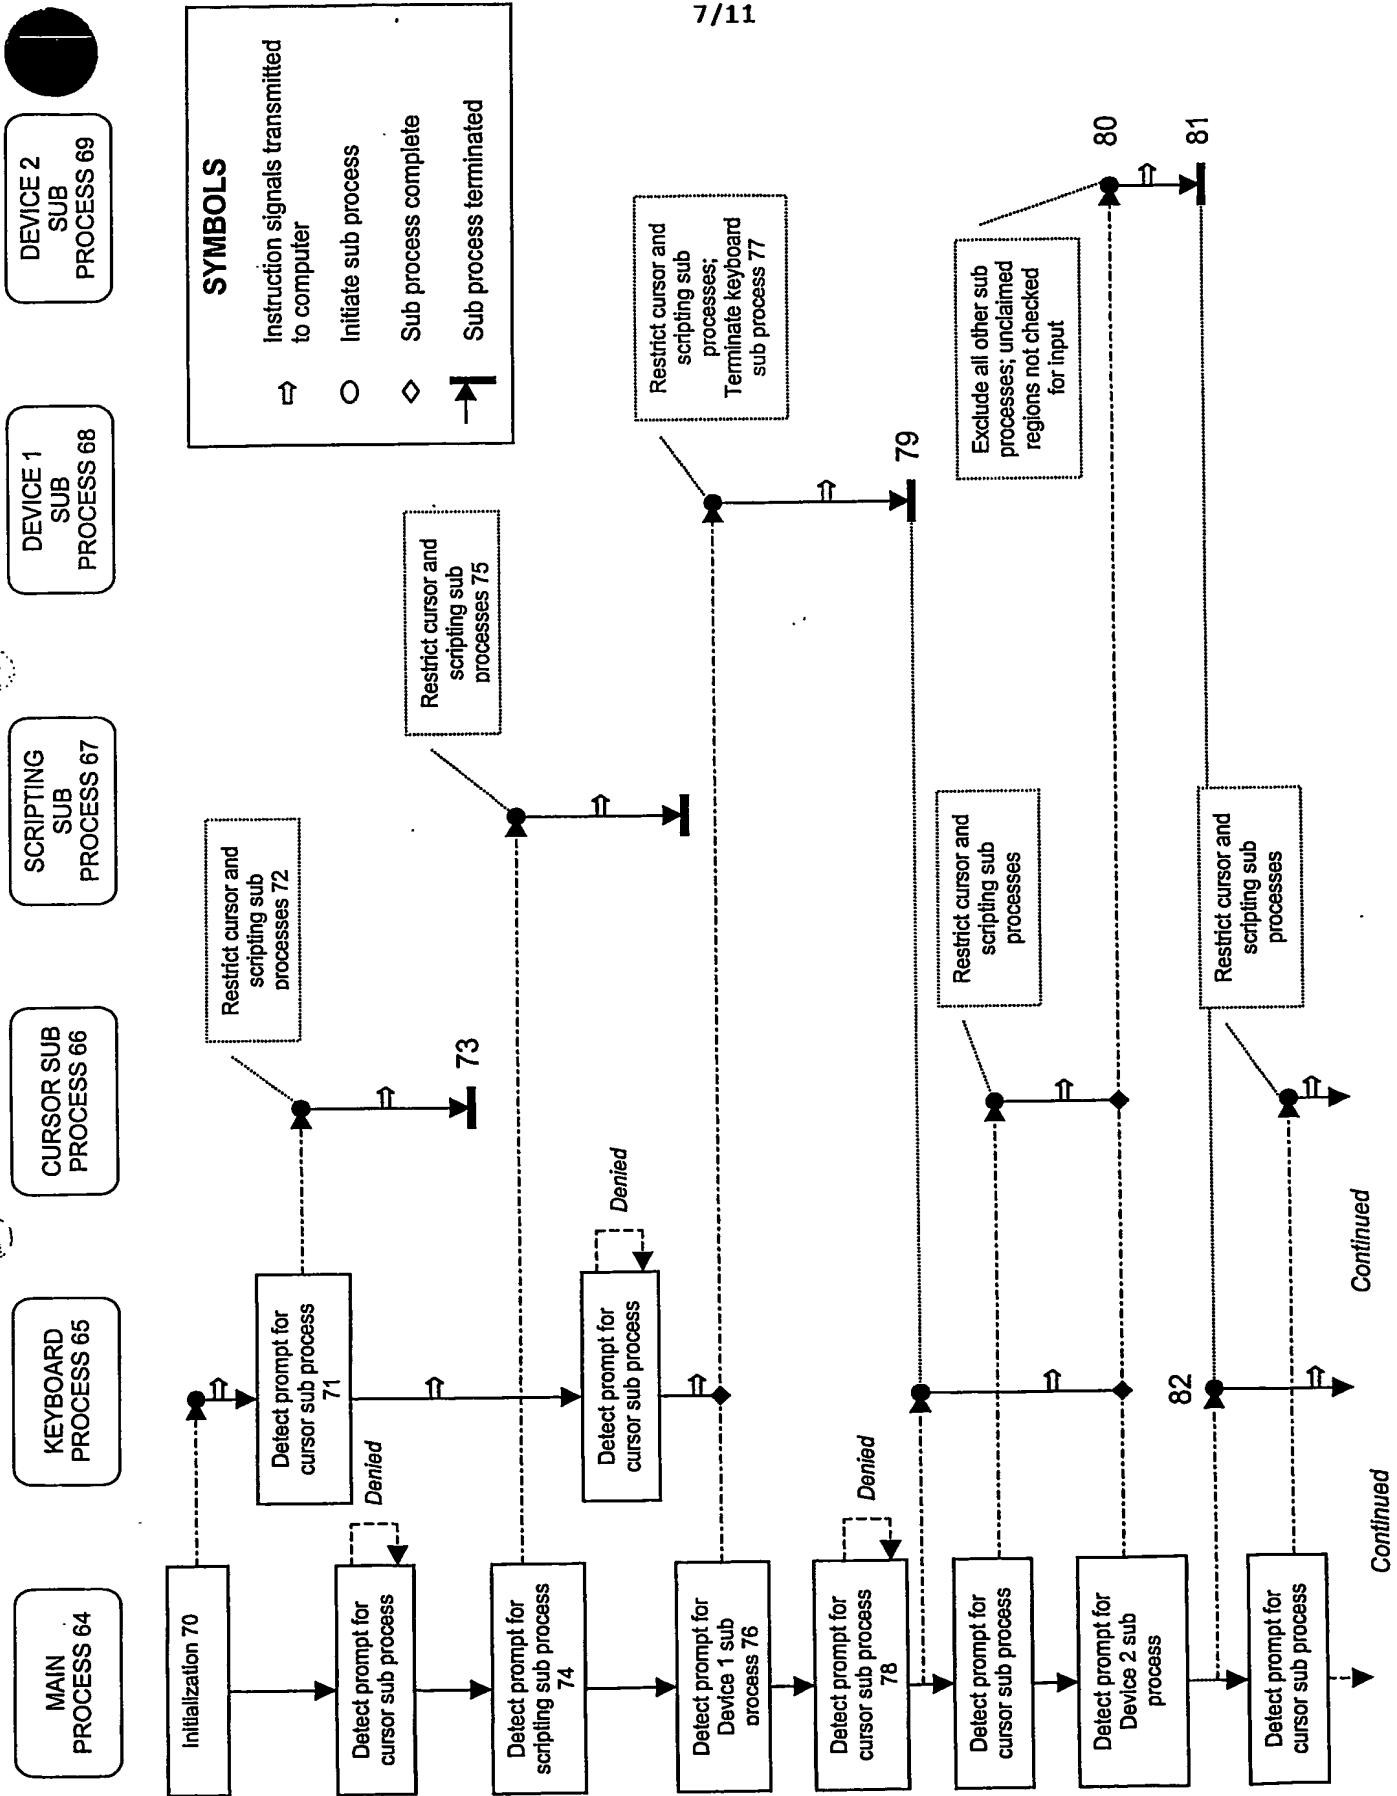 7/11
MAIN
PROCESS 64
KEYBOARD
PROCESS 65
CURSOR SUB
PROCESS 66
SCRIPTING
SUB
PROCESS 67
DEVICE 1
SUB
PROCESS 68
DEVICE 2
SUB
PROCESS 69
SYMBOLS
Instruction signals transmitted
to computer
Initiate sub process
Sub process complete
Sub process terminated
Initialization 70
Detect prompt for
cursor sub process
71
Restrict cursor and
scripting sub
processes 72
73
Detect prompt for
cursor sub process
Denied
Detect prompt for
scripting sub process
74
Restrict cursor and
scripting sub
processes 75
Detect prompt for
cursor sub process
Denied
Detect prompt for
Device 1 sub
process 76
Restrict cursor and
scripting sub
processes;
Terminate keyboard
sub process 77
Detect prompt for
cursor sub process
78
Denied
79
Detect prompt for
cursor sub process
Restrict cursor and
scripting sub
processes
Detect prompt for
Device 2 sub
process
Exclude all other sub
processes; unclaimed
regions not checked
for input
80
81
82
Detect prompt for
cursor sub process
Restrict cursor and
scripting sub
processes
Continued
Continued